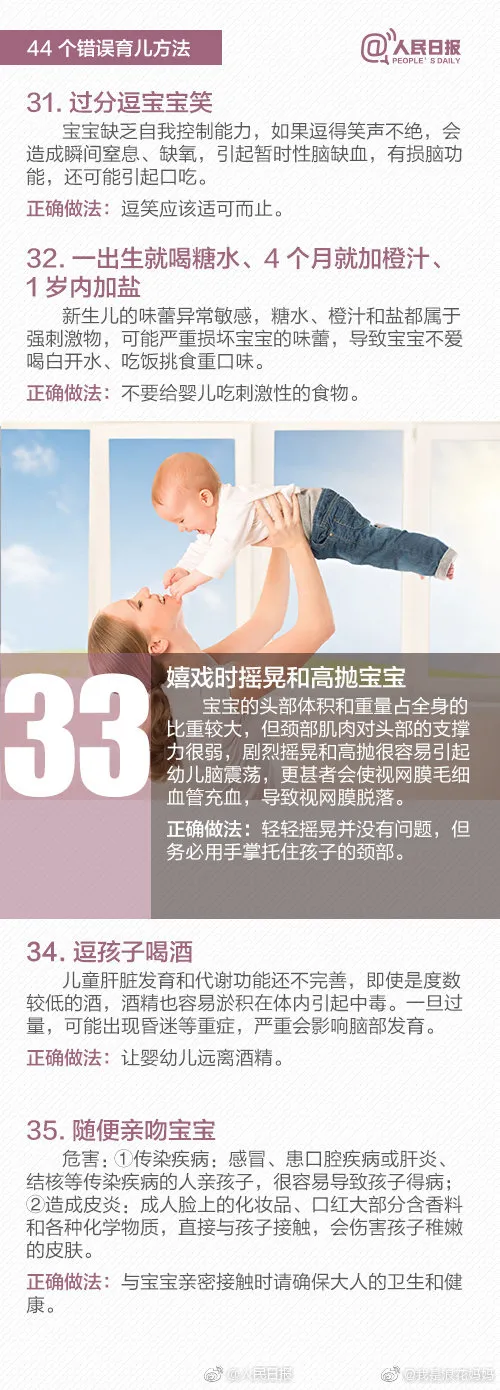 44 个错误育儿方法
@人民日报
PEOPLE'S DAILY
31. 过分逗宝宝笑
宝宝缺乏自我控制能力，如果逗得笑声不绝，会
造成瞬间窒息、缺氧，引起暂时性脑缺血，有损脑功
能，还可能引起口吃。
正确做法：逗笑应该适可而止。
32. 一出生就喝糖水、4 个月就加橙汁、
1 岁内加盐
新生儿的味蕾异常敏感，糖水、橙汁和盐都属于
强刺激物，可能严重损坏宝宝的味蕾，导致宝宝不爱
喝白开水、吃饭挑食重口味。
正确做法：不要给婴儿吃刺激性的食物。
33
嬉戏时摇晃和高抛宝宝
宝宝的头部体积和重量占全身的
比重较大，但颈部肌肉对头部的支撑
力很弱，剧烈摇晃和高抛很容易引起
幼儿脑震荡，更甚者会使视网膜毛细
血管充血，导致视网膜脱落。
正确做法：轻轻摇晃并没有问题，但
务必用手掌托住孩子的颈部。
34. 逗孩子喝酒
儿童肝脏发育和代谢功能还不完善，即使是度数
较低的酒，酒精也容易淤积在体内引起中毒。一旦过
量，可能出现昏迷等重症，严重会影响脑部发育。
正确做法：让婴幼儿远离酒精。
35. 随便亲吻宝宝
危害：①传染疾病：感冒、患口腔疾病或肝炎、
结核等传染疾病的人亲孩子，很容易导致孩子得病；
②造成皮炎：成人脸上的化妆品、口红大部分含香料
和各种化学物质，直接与孩子接触，会伤害孩子稚嫩
的皮肤。
正确做法：与宝宝亲密接触时请确保大人的卫生和健
康。
@人民日报